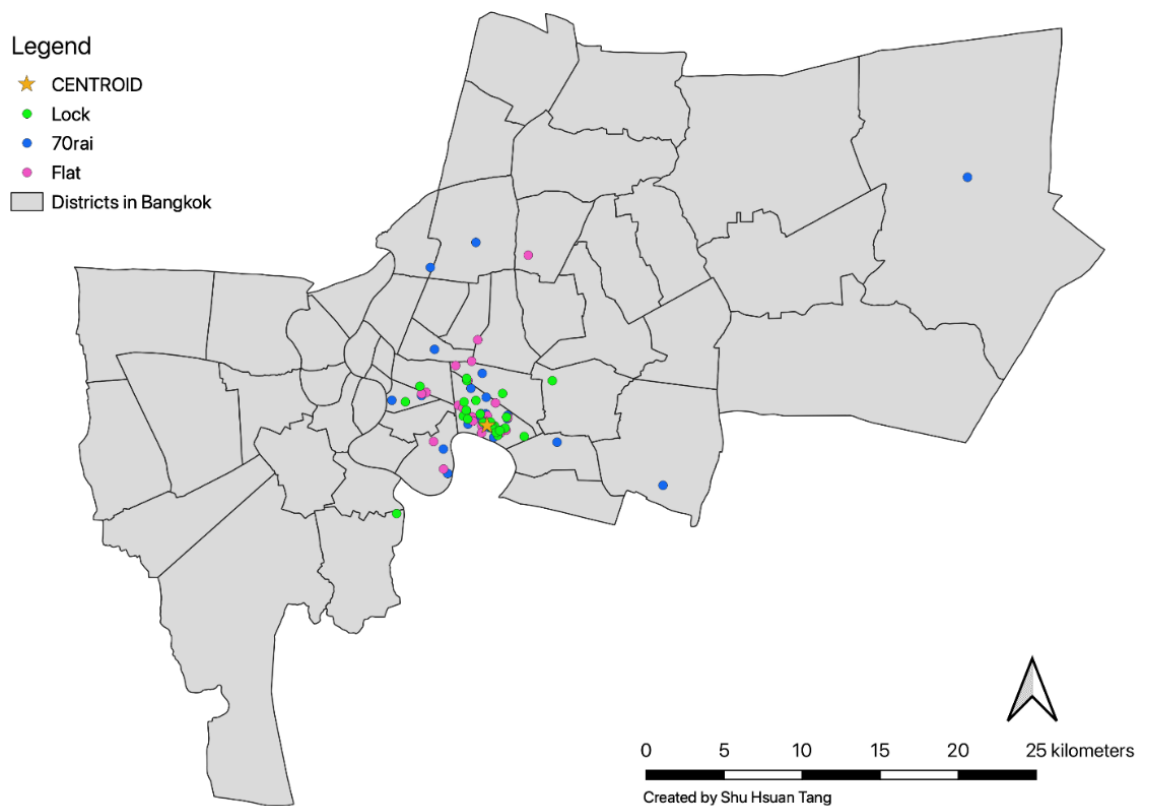 Legend
CENTROID
Lock
70rai
Flat
Districts in Bangkok
0 5 10 15 20 25 kilometers
Created by Shu Hsuan Tang